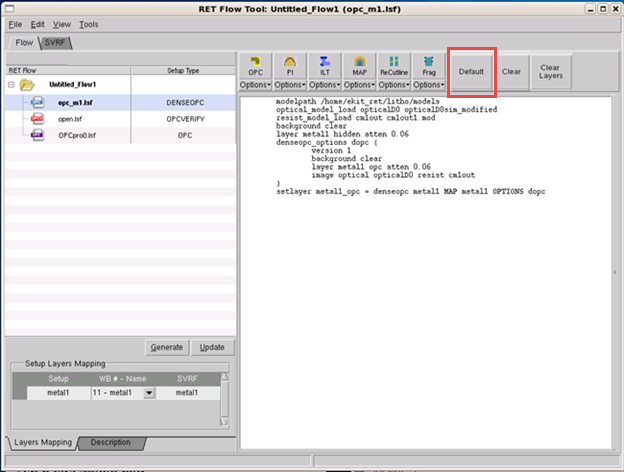 RET Flow Tool: Untitled_Flow1 (opc_m1.lsf)
File Edit View Tools
Flow SVRF
RET Flow Setup Type
Untitled_Flow1
opc_m1.lsf DENSEOPC
open.lsf OPCVERIFY
OPCpro0.lsf OPC
OPC PI ILT MAP ReCutline Frag Default Clear Clear Layers
Options Options Options Options Options Options
modelpath /home/ekit_ret/litho/models
optical_model_load opticalD0 opticalD0sim_modified
resist_model_load cm1out cm1out1.mod
background clear
layer metal1 hidden atten 0.06
denseopc_options dopc {
version 1
background clear
layer metal1 opc atten 0.06
image optical opticalD0 resist cm1out
}
setlayer metal1_opc = denseopc metal1 MAP metal1 OPTIONS dopc
Generate Update
Setup Layers Mapping
Setup WB # - Name SVRF
metal1 11 - metal1 metal1
Layers Mapping Description